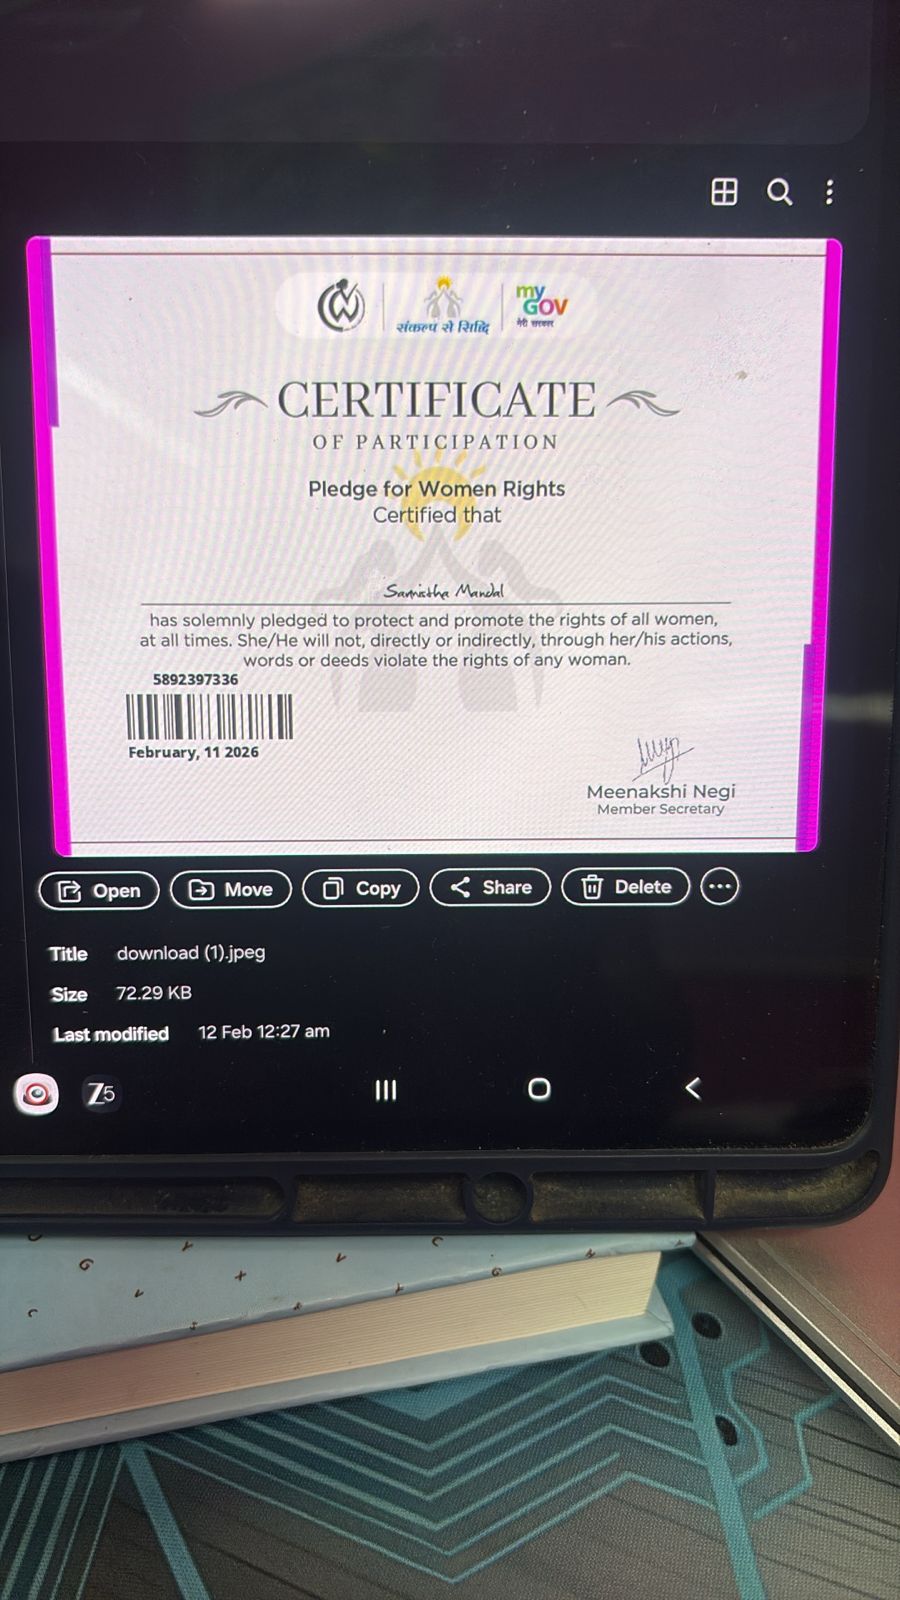 संकल्प से सिद्धि
my
GOV
मेरी सरकार
CERTIFICATE
OF PARTICIPATION
Pledge for Women Rights
Certified that
Sarmistha Mandal
has solemnly pledged to protect and promote the rights of all women,
at all times. She/He will not, directly or indirectly, through her/his actions,
words or deeds violate the rights of any woman.
5892397336
February, 11 2026
Meenakshi Negi
Member Secretary
Open Move Copy Share Delete
Title download (1).jpeg
Size 72.29 KB
Last modified 12 Feb 12:27 am
Z5